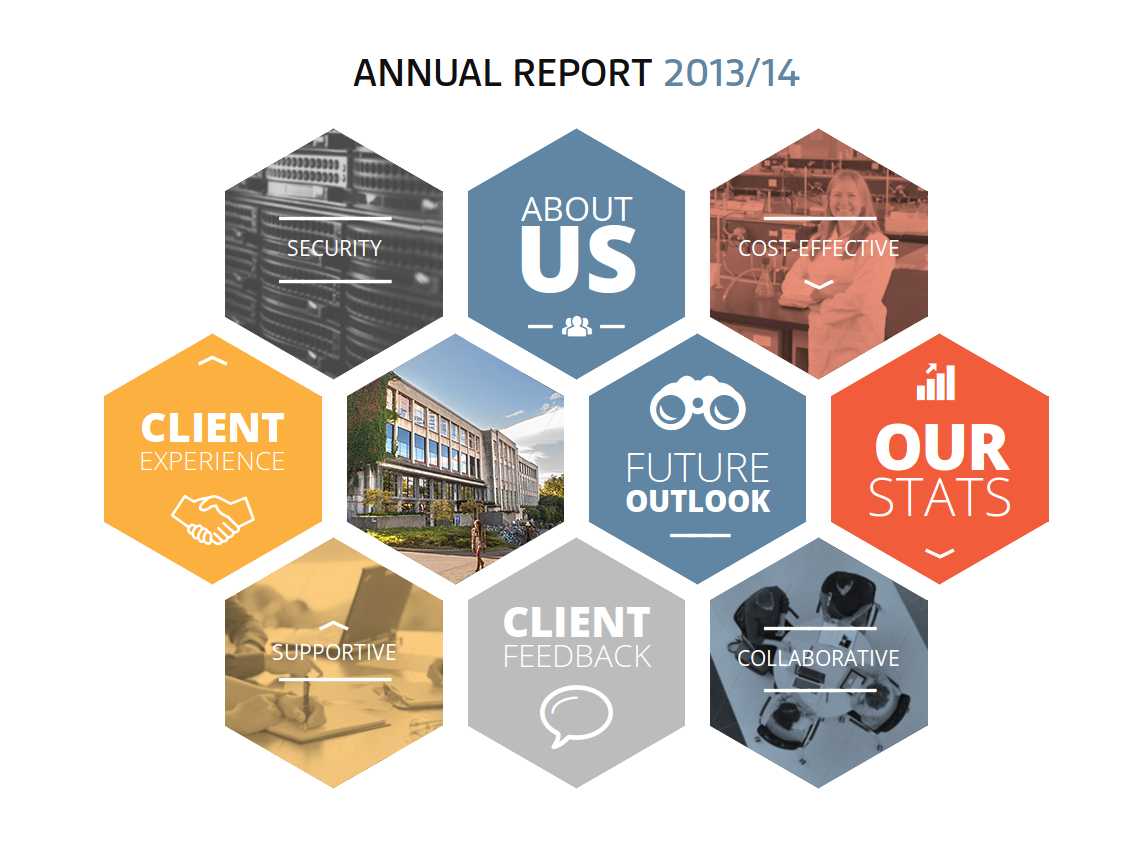 ANNUAL REPORT 2013/14
SECURITY
ABOUT
US
COST-EFFECTIVE
CLIENT
EXPERIENCE
FUTURE
OUTLOOK
OUR
STATS
SUPPORTIVE
CLIENT
FEEDBACK
COLLABORATIVE